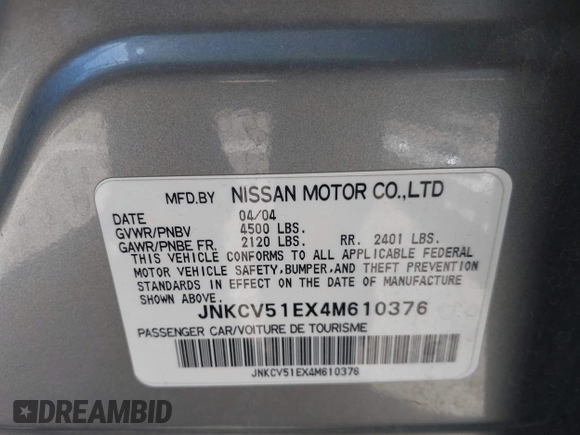 MFD.BY NISSAN MOTOR CO.,LTD
DATE 04/04
GVWR/PNBV 4500 LBS.
GAWR/PNBE FR. 2120 LBS. RR. 2401 LBS.
THIS VEHICLE CONFORMS TO ALL APPLICABLE FEDERAL
MOTOR VEHICLE SAFETY,BUMPER,AND THEFT PREVENTION
STANDARDS IN EFFECT ON THE DATE OF MANUFACTURE
SHOWN ABOVE.
JNKCV51EX4M610376
PASSENGER CAR/VOITURE DE TOURISME
JNKCV51EX4M610376
DREAMBID